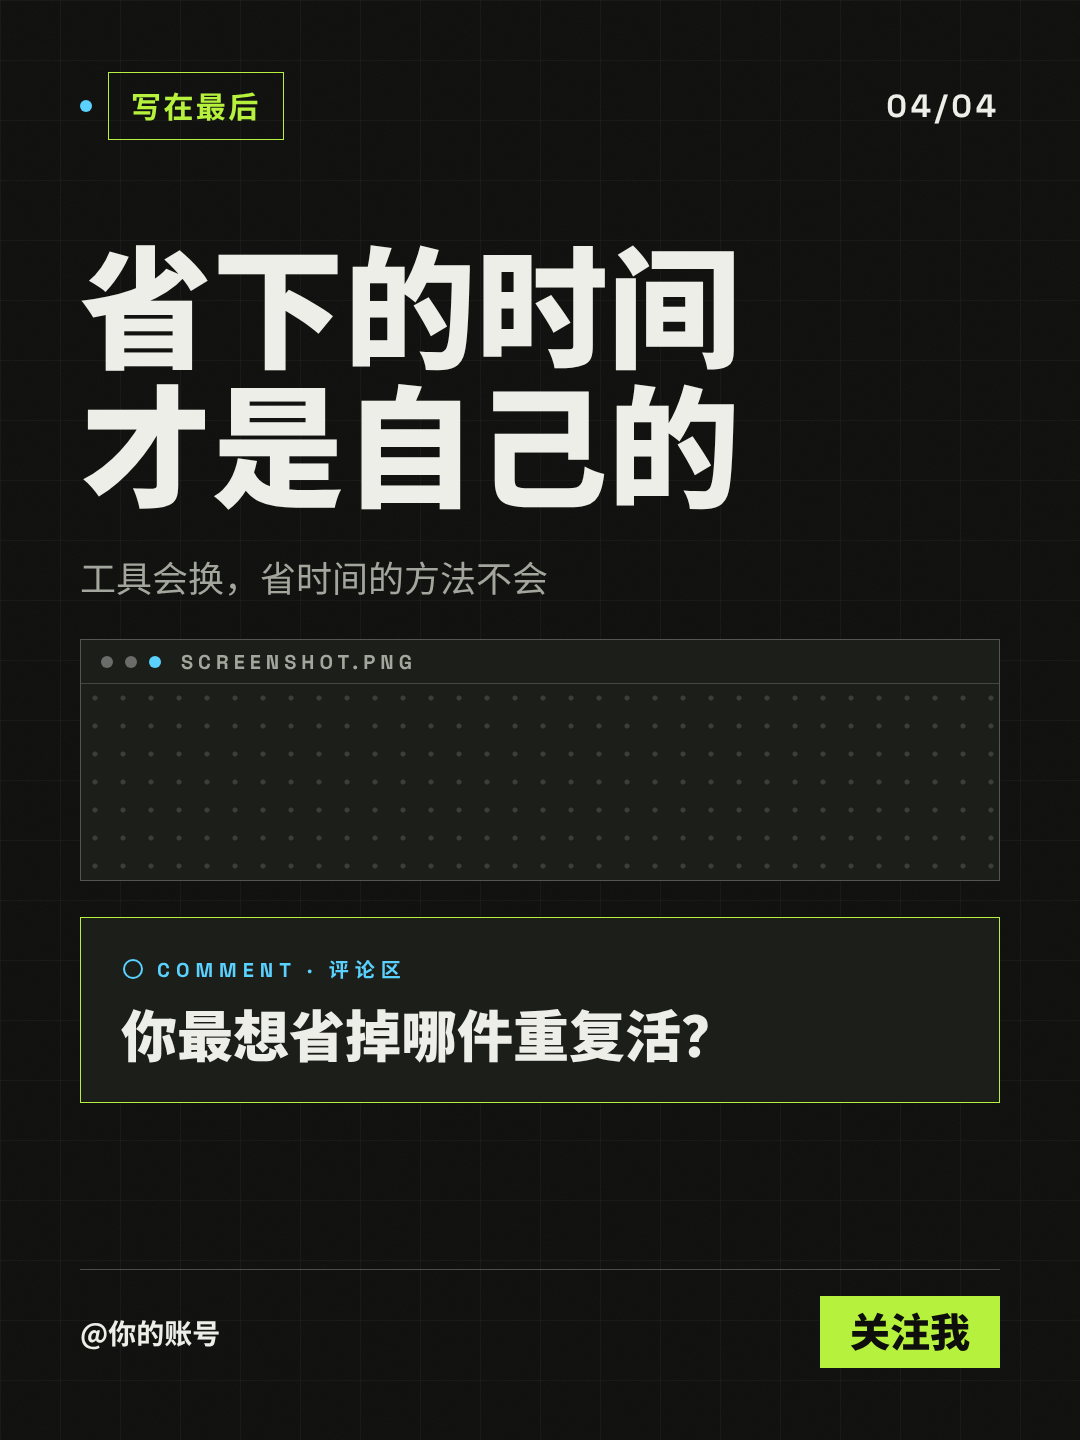 写在最后
04/04
省下的时间
才是自己的
工具会换，省时间的方法不会
SCREENSHOT.PNG
COMMENT · 评论区
你最想省掉哪件重复活？
@你的账号
关注我